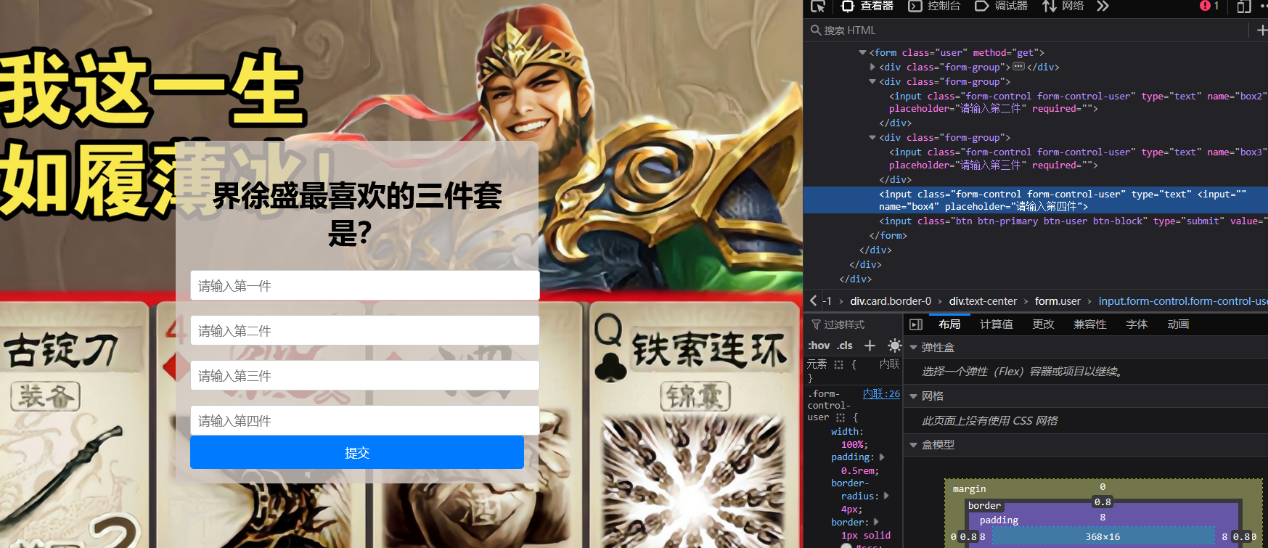 我这一生
如履薄冰！
界徐盛最喜欢的三件套
是？
请输入第一件
请输入第二件
请输入第三件
请输入第四件
提交
古锭刀
装备
4
酒
Q
铁索连环
锦囊
查看器
控制台
调试器
网络
1
搜索 HTML
<form class="user" method="get">
<div class="form-group"></div>
<div class="form-group">
<input class="form-control form-control-user" type="text" name="box2"
placeholder="请输入第二件" required="">
</div>
<div class="form-group">
<input class="form-control form-control-user" type="text" name="box3"
placeholder="请输入第三件" required="">
</div>
<input class="form-control form-control-user" type="text" <input=""
name="box4" placeholder="请输入第四件">
<input class="btn btn-primary btn-user btn-block" type="submit" value=
</form>
</div>
</div>
</div>
-1 › div.card.border-0 › div.text-center › form.user › input.form-control.form-control-use
过滤样式
:hov .cls +
元素 { 内联
}
.form- 内联:26
control-
user {
width:
100%;
padding:
0.5rem;
border-
radius:
4px;
border:
1px solid
布局 计算值 更改 兼容性 字体 动画
弹性盒
选择一个弹性（Flex）容器或项目以继续。
网格
此页面上没有使用 CSS 网格
盒模型
margin 0
border 0.8
padding 8
0 0.8 8 368×16 8 0.8 0